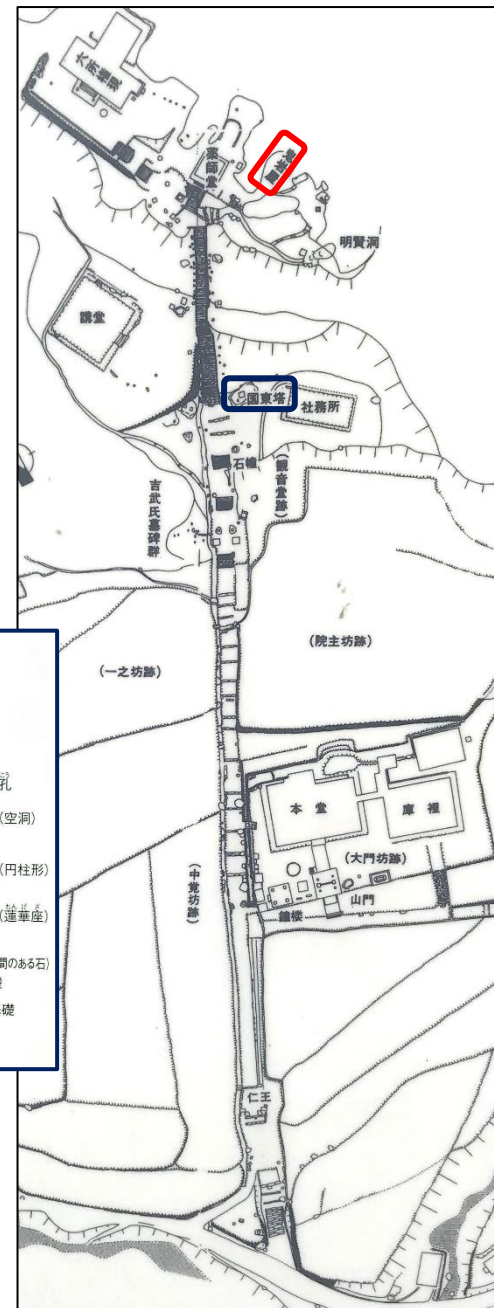 六所権現
薬師堂
明賢洞
講堂
国東塔
社務所
石幢
(観音堂跡)
吉武氏墓碑群
(院主坊跡)
(一之坊跡)
乳
(空洞)
(円柱形)
(蓮華座)
間のある石)
礎
本堂
庫裡
(大門坊跡)
(中覚坊跡)
山門
鐘楼
仁王